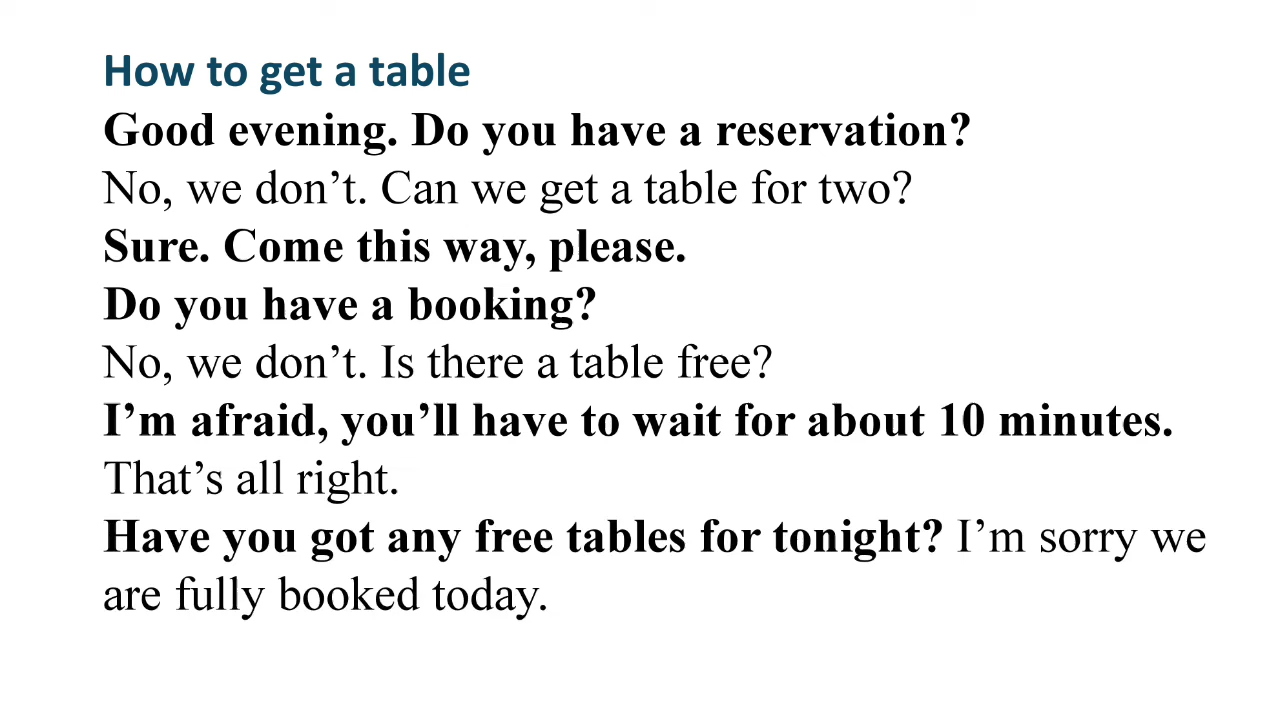 How to get a table
Good evening. Do you have a reservation?
No, we don’t. Can we get a table for two?
Sure. Come this way, please.
Do you have a booking?
No, we don’t. Is there a table free?
I’m afraid, you’ll have to wait for about 10 minutes.
That’s all right.
Have you got any free tables for tonight? I’m sorry we
are fully booked today.